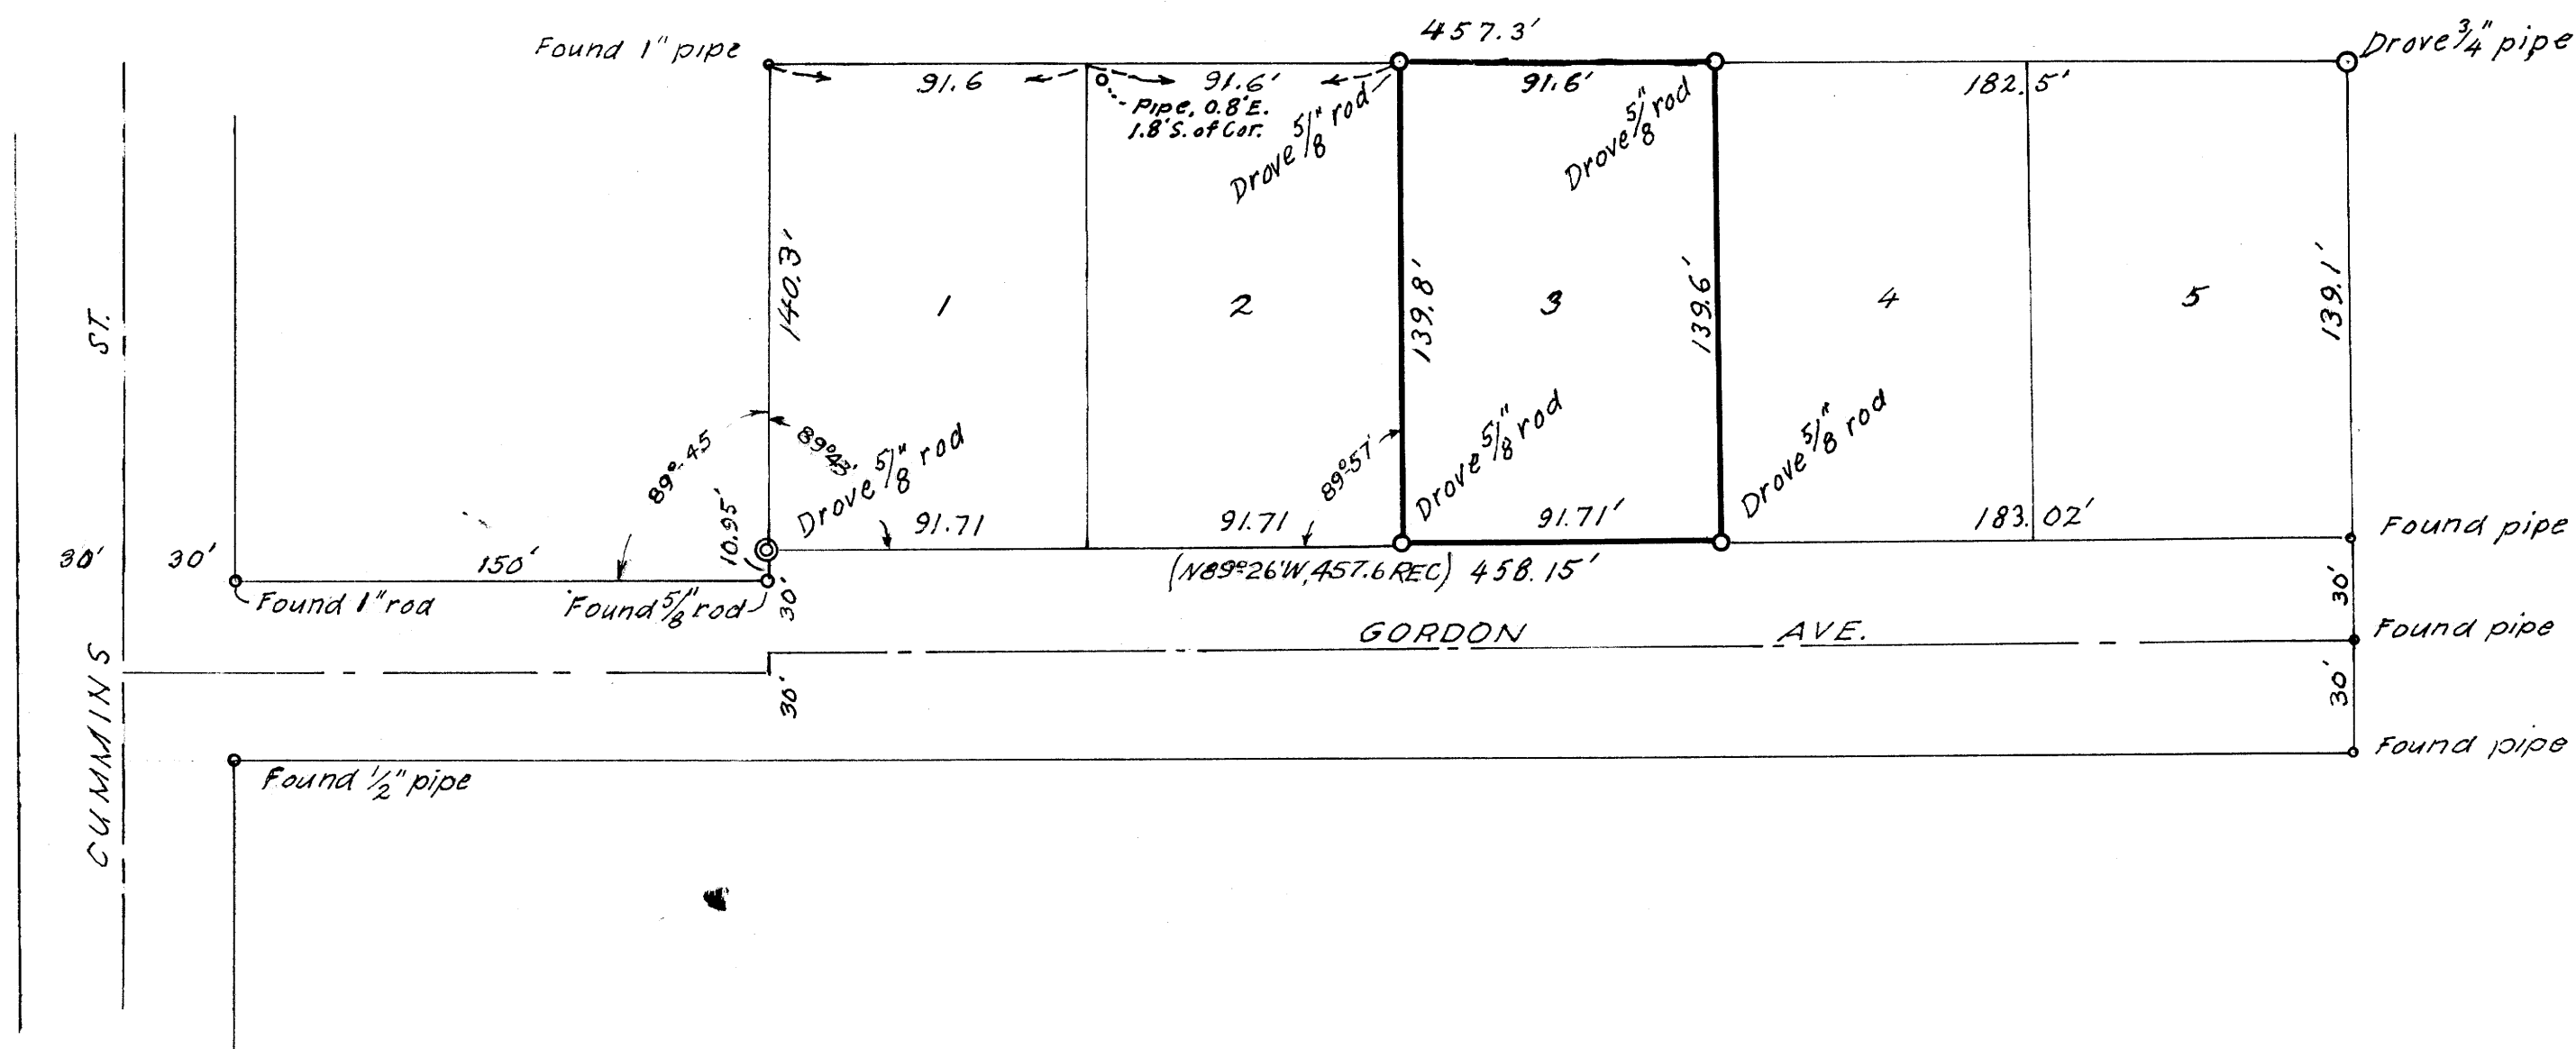 457.3'
Found 1" pipe
Drove 3/4" pipe
91.6
91.6'
91.6'
182.5'
Pipe, 0.8'E.
1.8'S. of Cor.
Drove 5/8" rod
Drove 5/8" rod
140.3'
1
2
139.8'
3
139.6'
4
5
139.1'
ST.
89°-45
89°43'
Drove 5/8" rod
89°-57'
Drove 5/8" rod
Drove 5/8" rod
10.95'
91.71
91.71
91.71'
183.02'
Found pipe
30'
30'
150'
(N89°26'W, 457.6 REC) 458.15'
Found 1" rod
Found 5/8" rod
30'
30'
GORDON AVE.
Found pipe
CUMMINS
30'
30'
Found pipe
Found 1/2" pipe